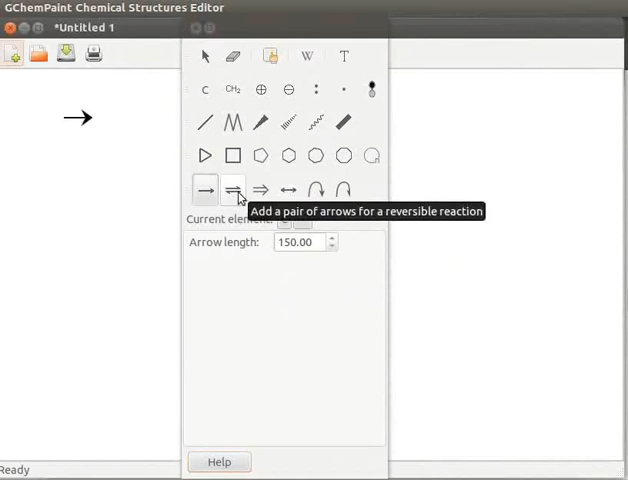 GChemPaint Chemical Structures Editor
*Untitled 1
W
T
C
CH2
Add a pair of arrows for a reversible reaction
Current element:
Arrow length:
150.00
Help
Ready